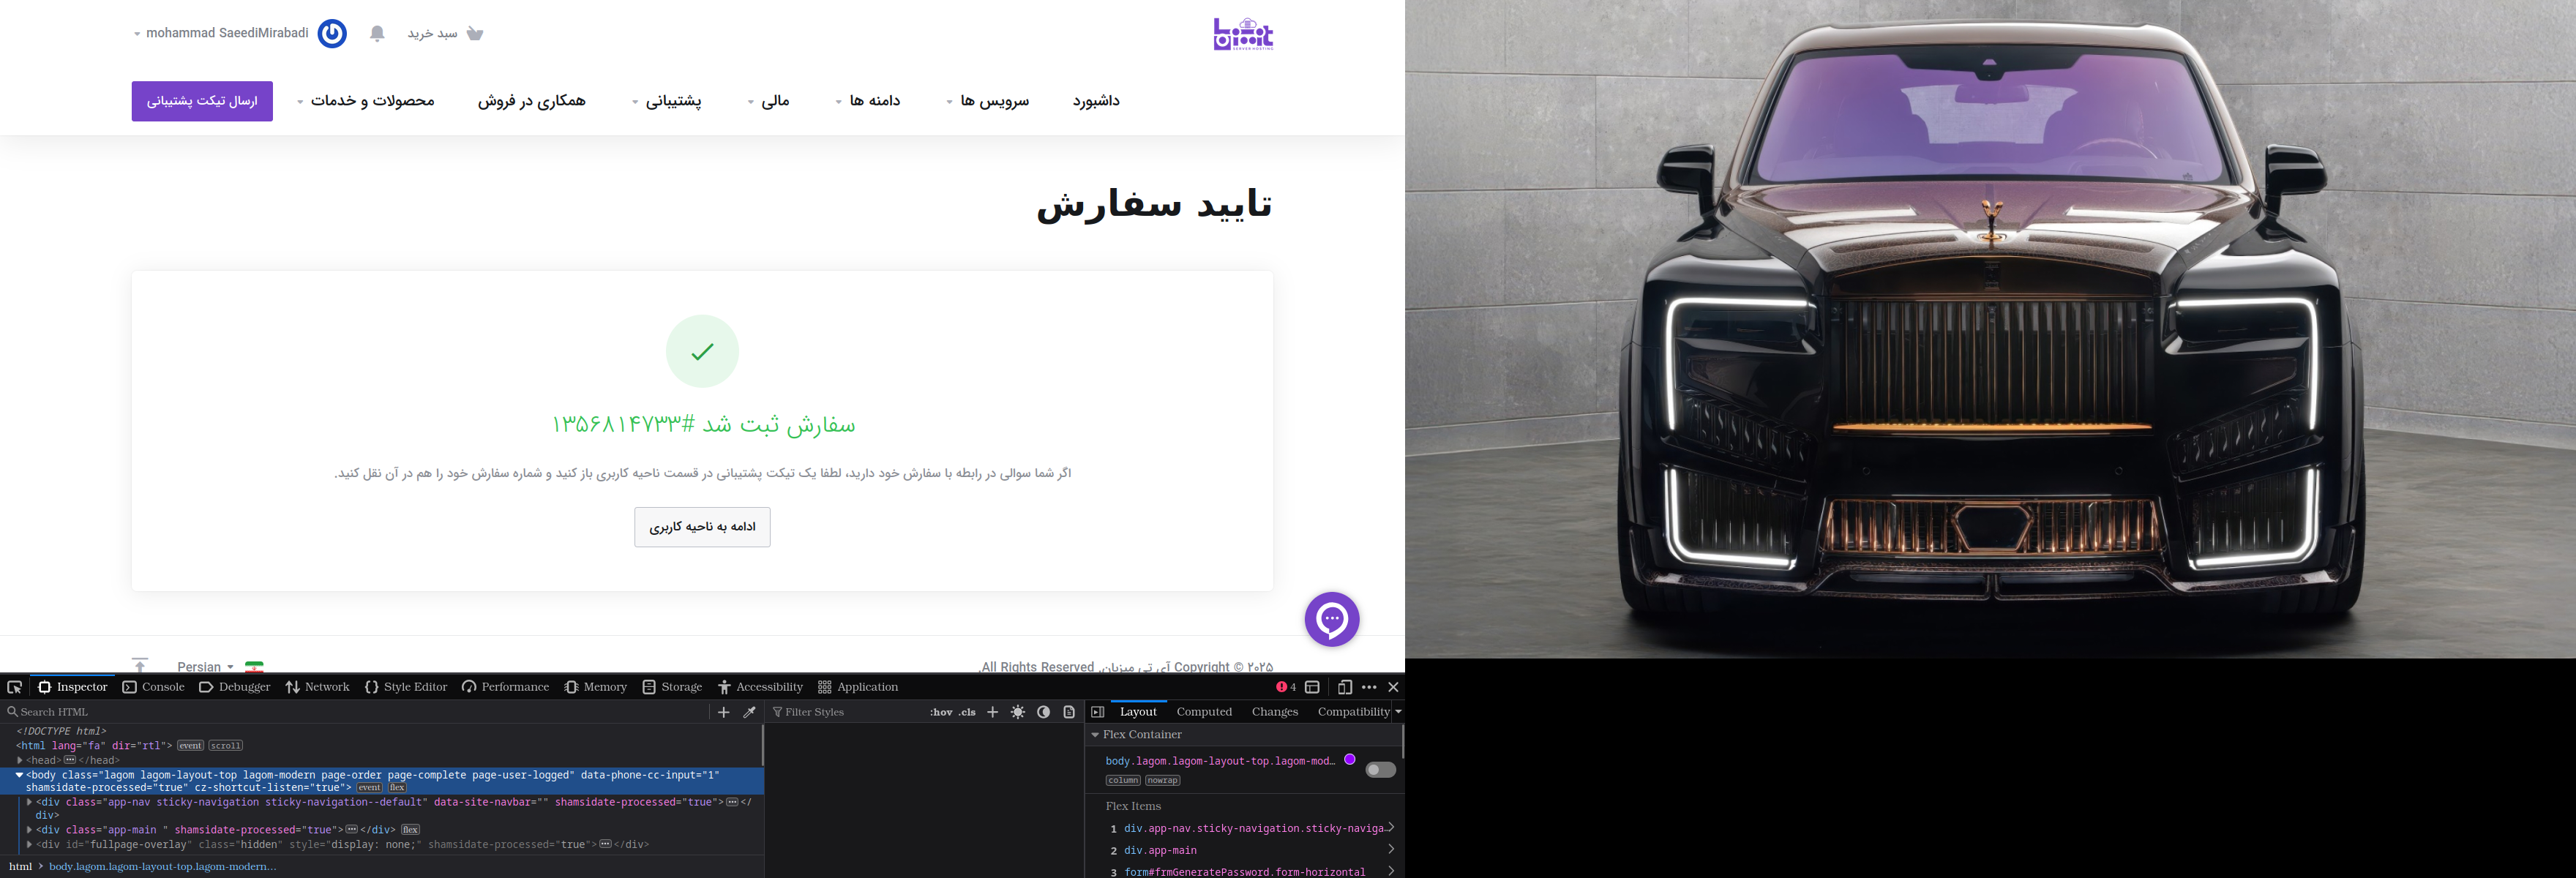 mohammad SaeediMirabadi
سبد خرید
SERVER HOSTING
داشبورد
سرویس ها
دامنه ها
مالی
پشتیبانی
همکاری در فروش
محصولات و خدمات
ارسال تیکت پشتیبانی
تایید سفارش
سفارش ثبت شد #۱۳۵۶۸۱۴۷۳۳
اگر شما سوالی در رابطه با سفارش خود دارید، لطفا یک تیکت پشتیبانی در قسمت ناحیه کاربری باز کنید و شماره سفارش خود را هم در آن نقل کنید.
ادامه به ناحیه کاربری
Copyright © ۲۰۲۵ آی تی میزبان. All Rights Reserved.
Persian
Inspector Console Debugger Network Style Editor Performance Memory Storage Accessibility Application 4
Search HTML
Filter Styles :hov .cls
Layout Computed Changes Compatibility
<!DOCTYPE html>
<html lang="fa" dir="rtl"> event scroll
<head> ··· </head>
<body class="lagom lagom-layout-top lagom-modern page-order page-complete page-user-logged" data-phone-cc-input="1"
shamsidate-processed="true" cz-shortcut-listen="true"> event flex
<div class="app-nav sticky-navigation sticky-navigation--default" data-site-navbar="" shamsidate-processed="true"> ··· </
div>
<div class="app-main " shamsidate-processed="true"> ··· </div> flex
<div id="fullpage-overlay" class="hidden" style="display: none;" shamsidate-processed="true"> ··· </div>
html > body.lagom.lagom-layout-top.lagom-modern...
Flex Container
body.lagom.lagom-layout-top.lagom-mod...
column nowrap
Flex Items
1 div.app-nav.sticky-navigation.sticky-naviga...
2 div.app-main
3 form#frmGeneratePassword.form-horizontal